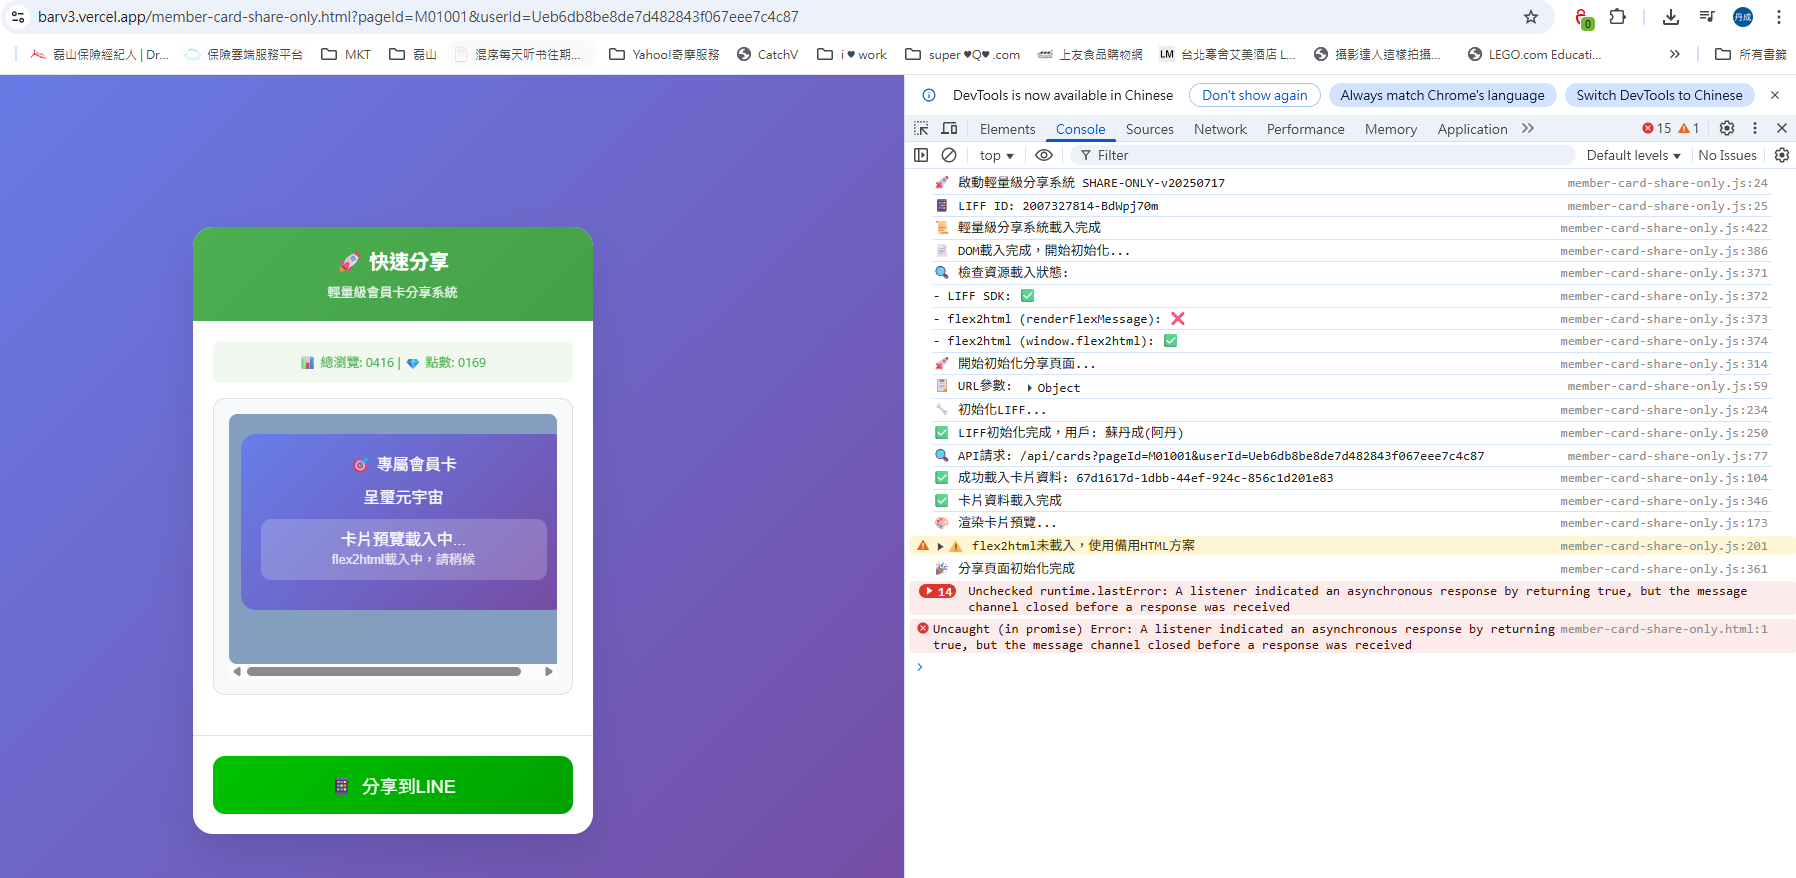 barv3.vercel.app/member-card-share-only.html?pageId=M01001&userId=Ueb6db8be8de7d482843f067eee7c4c87
0
丹成
磊山保險經紀人 | Dr...
保險雲端服務平台
MKT
磊山
混序每天听书往期...
Yahoo!奇摩服務
CatchV
i ♥ work
super ♥Q♥ .com
上友食品購物網
LM 台北寒舍艾美酒店 L...
攝影達人這樣拍攝...
LEGO.com Educati...
所有書籤
🚀 快速分享
輕量級會員卡分享系統
📊 總瀏覽: 0416 | 💎 點數: 0169
🎯 專屬會員卡
呈璽元宇宙
卡片預覽載入中...
flex2html載入中，請稍候
分享到LINE
DevTools is now available in Chinese
Don't show again
Always match Chrome's language
Switch DevTools to Chinese
Elements
Console
Sources
Network
Performance
Memory
Application
15
1
top
Filter
Default levels
No Issues
🚀 啟動輕量級分享系統 SHARE-ONLY-v20250717 member-card-share-only.js:24
LIFF ID: 2007327814-BdWpj70m member-card-share-only.js:25
📜 輕量級分享系統載入完成 member-card-share-only.js:422
📄 DOM載入完成，開始初始化... member-card-share-only.js:386
🔍 檢查資源載入狀態: member-card-share-only.js:371
- LIFF SDK: ✅ member-card-share-only.js:372
- flex2html (renderFlexMessage): ❌ member-card-share-only.js:373
- flex2html (window.flex2html): ✅ member-card-share-only.js:374
🚀 開始初始化分享頁面... member-card-share-only.js:314
📋 URL參數: Object member-card-share-only.js:59
🔧 初始化LIFF... member-card-share-only.js:234
✅ LIFF初始化完成，用戶: 蘇丹成(阿丹) member-card-share-only.js:250
🔍 API請求: /api/cards?pageId=M01001&userId=Ueb6db8be8de7d482843f067eee7c4c87 member-card-share-only.js:77
✅ 成功載入卡片資料: 67d1617d-1dbb-44ef-924c-856c1d201e83 member-card-share-only.js:104
✅ 卡片資料載入完成 member-card-share-only.js:346
🎨 渲染卡片預覽... member-card-share-only.js:173
⚠️ flex2html未載入，使用備用HTML方案 member-card-share-only.js:201
🎉 分享頁面初始化完成 member-card-share-only.js:361
14 Unchecked runtime.lastError: A listener indicated an asynchronous response by returning true, but the message
channel closed before a response was received
Uncaught (in promise) Error: A listener indicated an asynchronous response by returning member-card-share-only.html:1
true, but the message channel closed before a response was received